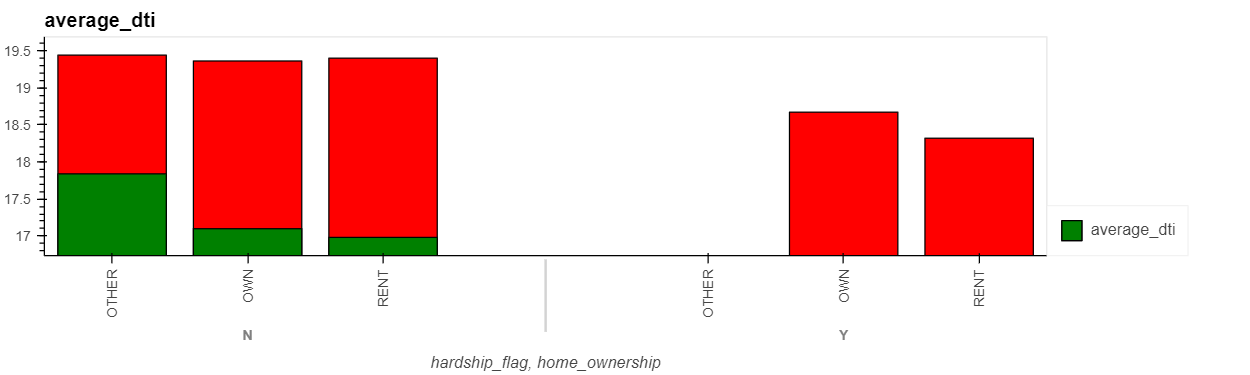 average_dti
19.5
19
18.5
18
17.5
17
average_dti
OTHER
OWN
RENT
OTHER
OWN
RENT
N
Y
hardship_flag, home_ownership